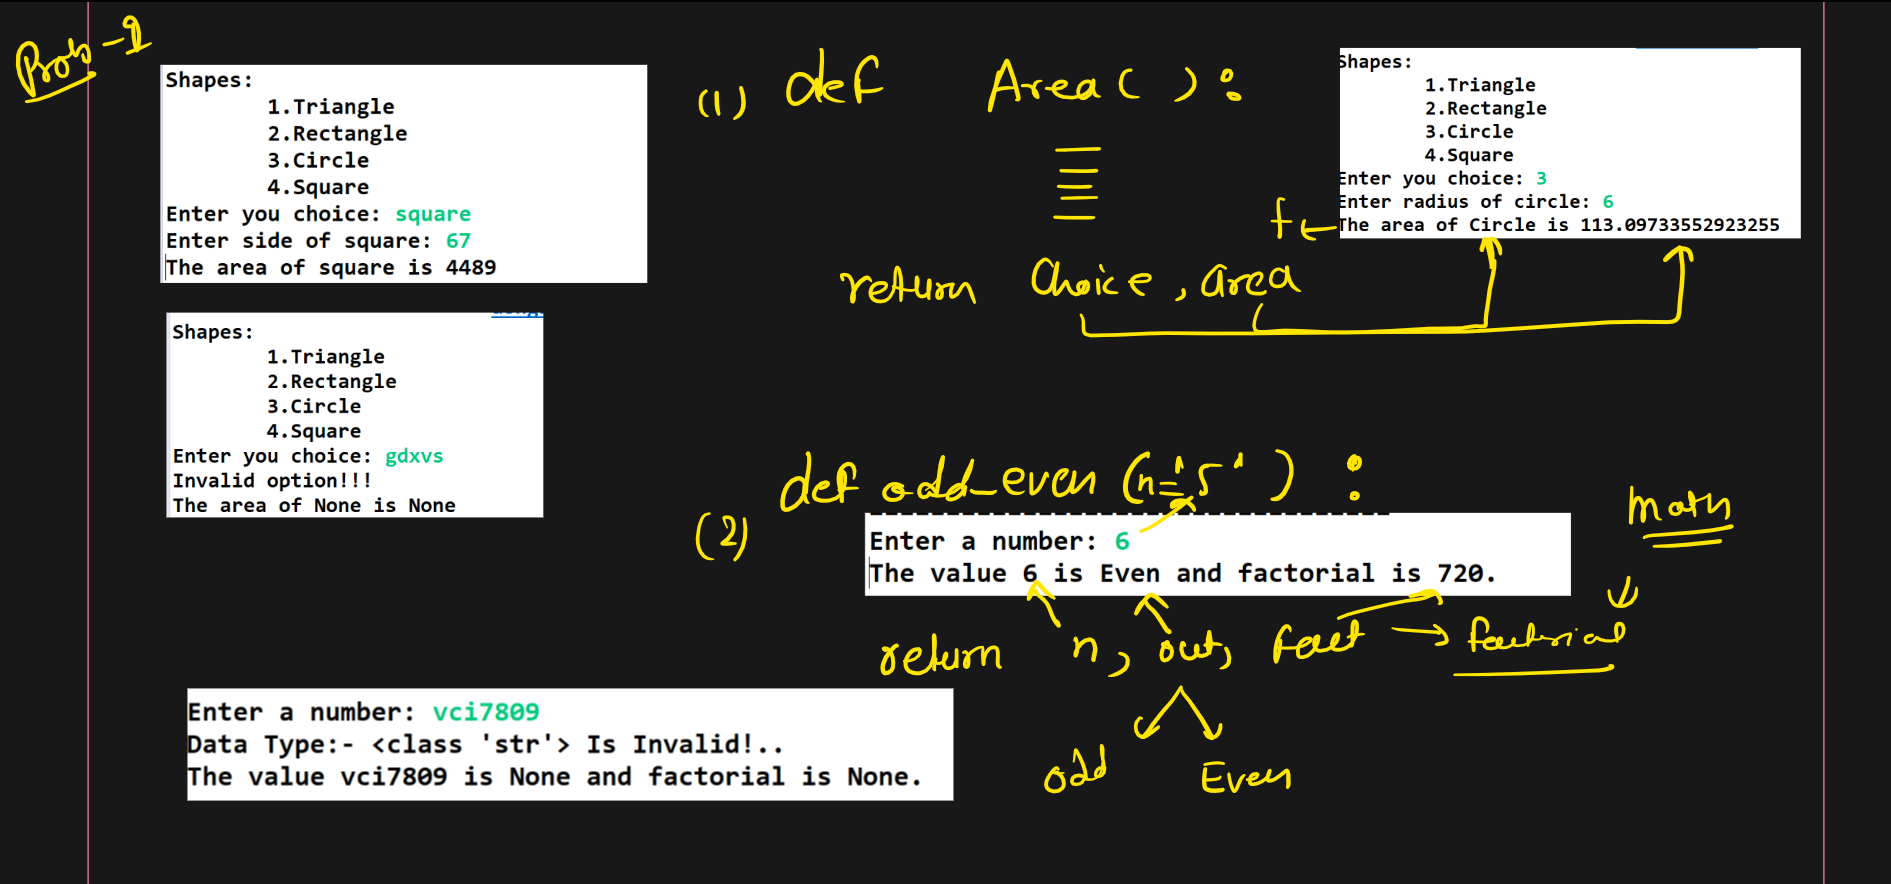 Prob-1
Shapes:
1.Triangle
2.Rectangle
3.Circle
4.Square
Enter you choice: square
Enter side of square: 67
The area of square is 4489
Shapes:
1.Triangle
2.Rectangle
3.Circle
4.Square
Enter you choice: gdxvs
Invalid option!!!
The area of None is None
(1) def Area( ):
return Choice, area
Shapes:
1.Triangle
2.Rectangle
3.Circle
4.Square
Enter you choice: 3
Enter radius of circle: 6
f
The area of Circle is 113.09733552923255
(2) def odd_even (n='5'):
Enter a number: 6
The value 6 is Even and factorial is 720.
math
return n, out, fact
factorial
odd Even
Enter a number: vci7809
Data Type:- <class 'str'> Is Invalid!..
The value vci7809 is None and factorial is None.